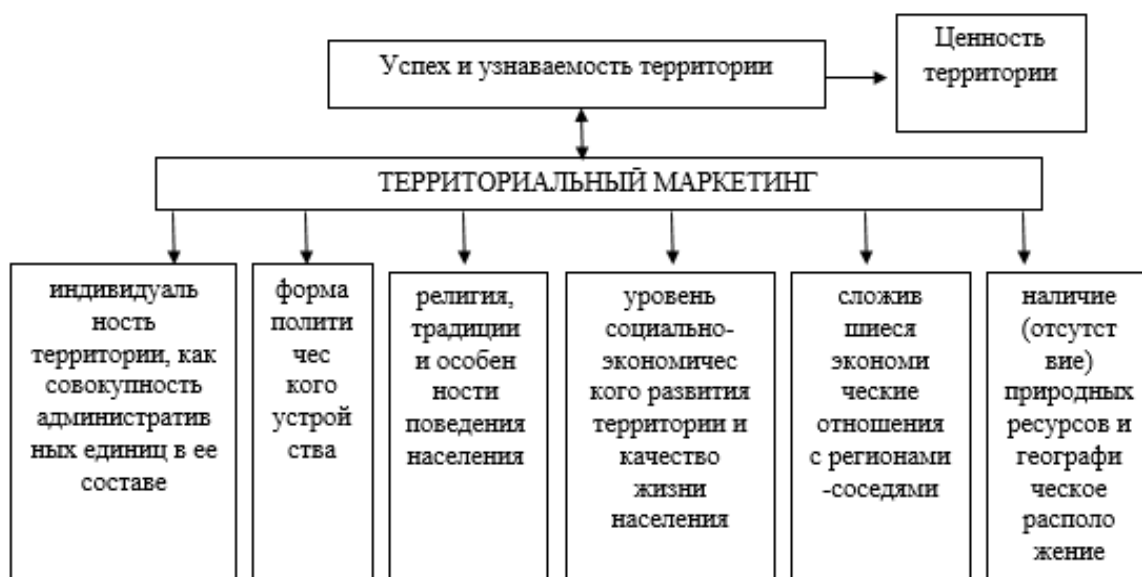 Успех и узнаваемость территории
Ценность
территории
ТЕРРИТОРИАЛЬНЫЙ МАРКЕТИНГ
индивидуаль
ность
территории, как
совокупность
административ
ных единиц в ее
составе
форма
полити
чес
кого
устрой
ства
религия,
традиции
и особен
ности
поведения
населения
уровень
социально-
экономичес
кого развития
территории и
качество
жизни
населения
сложив
шиеся
экономи
ческие
отношения
с регионами
-соседями
наличие
(отсутст
вие)
природных
ресурсов и
географи
ческое
располо
жение